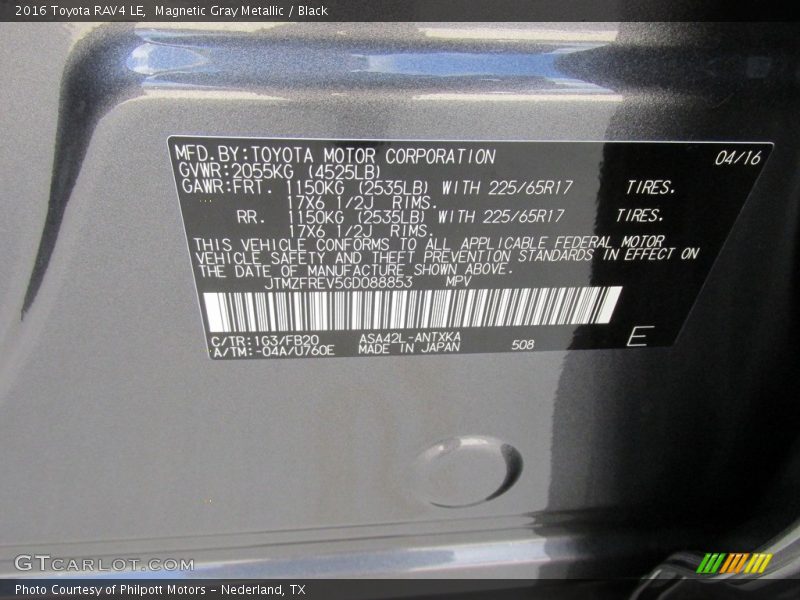 2016 Toyota RAV4 LE, Magnetic Gray Metallic / Black
MFD.BY:TOYOTA MOTOR CORPORATION 04/16
GVWR:2055KG (4525LB)
GAWR:FRT. 1150KG (2535LB) WITH 225/65R17 TIRES.
17X6 1/2J RIMS.
RR. 1150KG (2535LB) WITH 225/65R17 TIRES.
17X6 1/2J RIMS.
THIS VEHICLE CONFORMS TO ALL APPLICABLE FEDERAL MOTOR
VEHICLE SAFETY AND THEFT PREVENTION STANDARDS IN EFFECT ON
THE DATE OF MANUFACTURE SHOWN ABOVE.
JTMZFREV5GD088853 MPV
C/TR:1G3/FB20 ASA42L-ANTXKA
A/TM:-04A/U760E MADE IN JAPAN 508 E
GTCARLOT.COM
Photo Courtesy of Philpott Motors - Nederland, TX